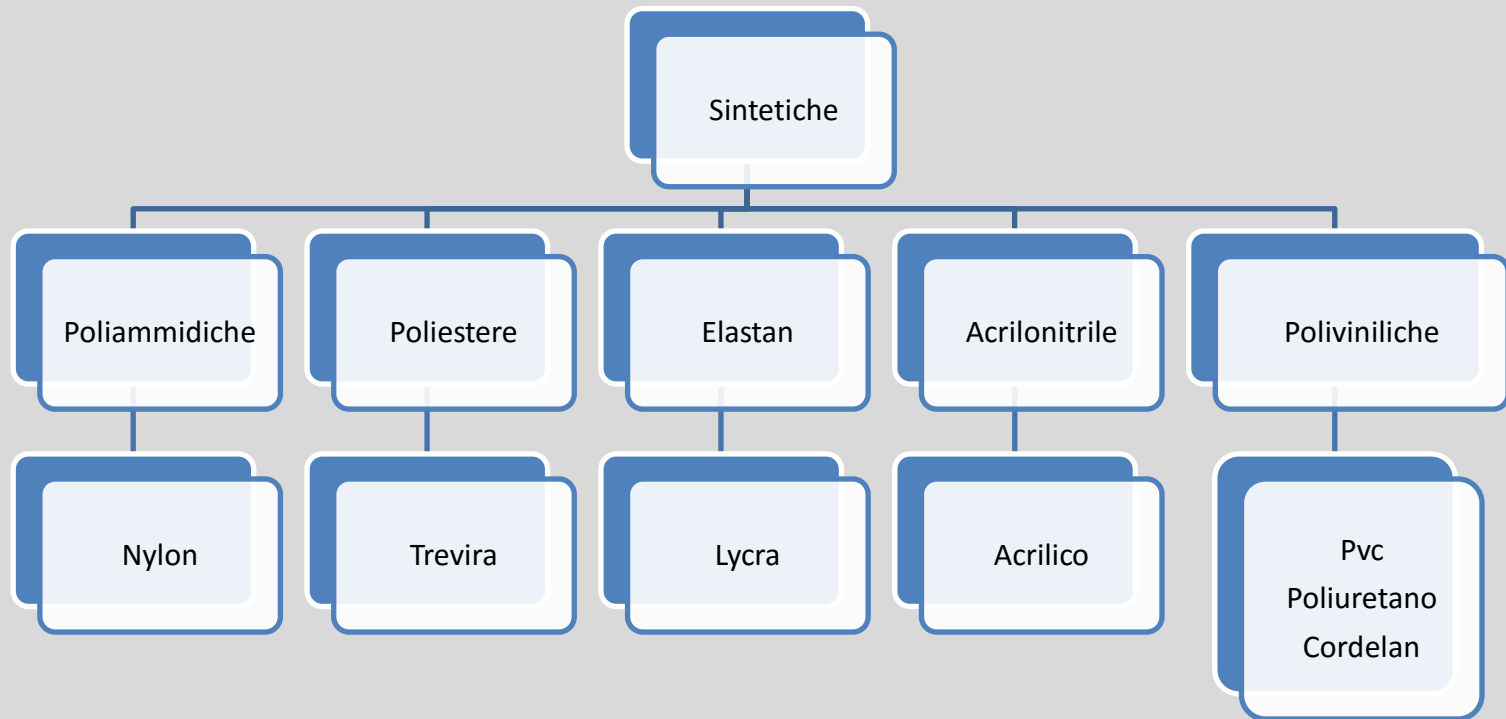 Sintetiche
Poliammidiche
Poliestere
Elastan
Acrilonitrile
Poliviniliche
Nylon
Trevira
Lycra
Acrilico
Pvc
Poliuretano
Cordelan